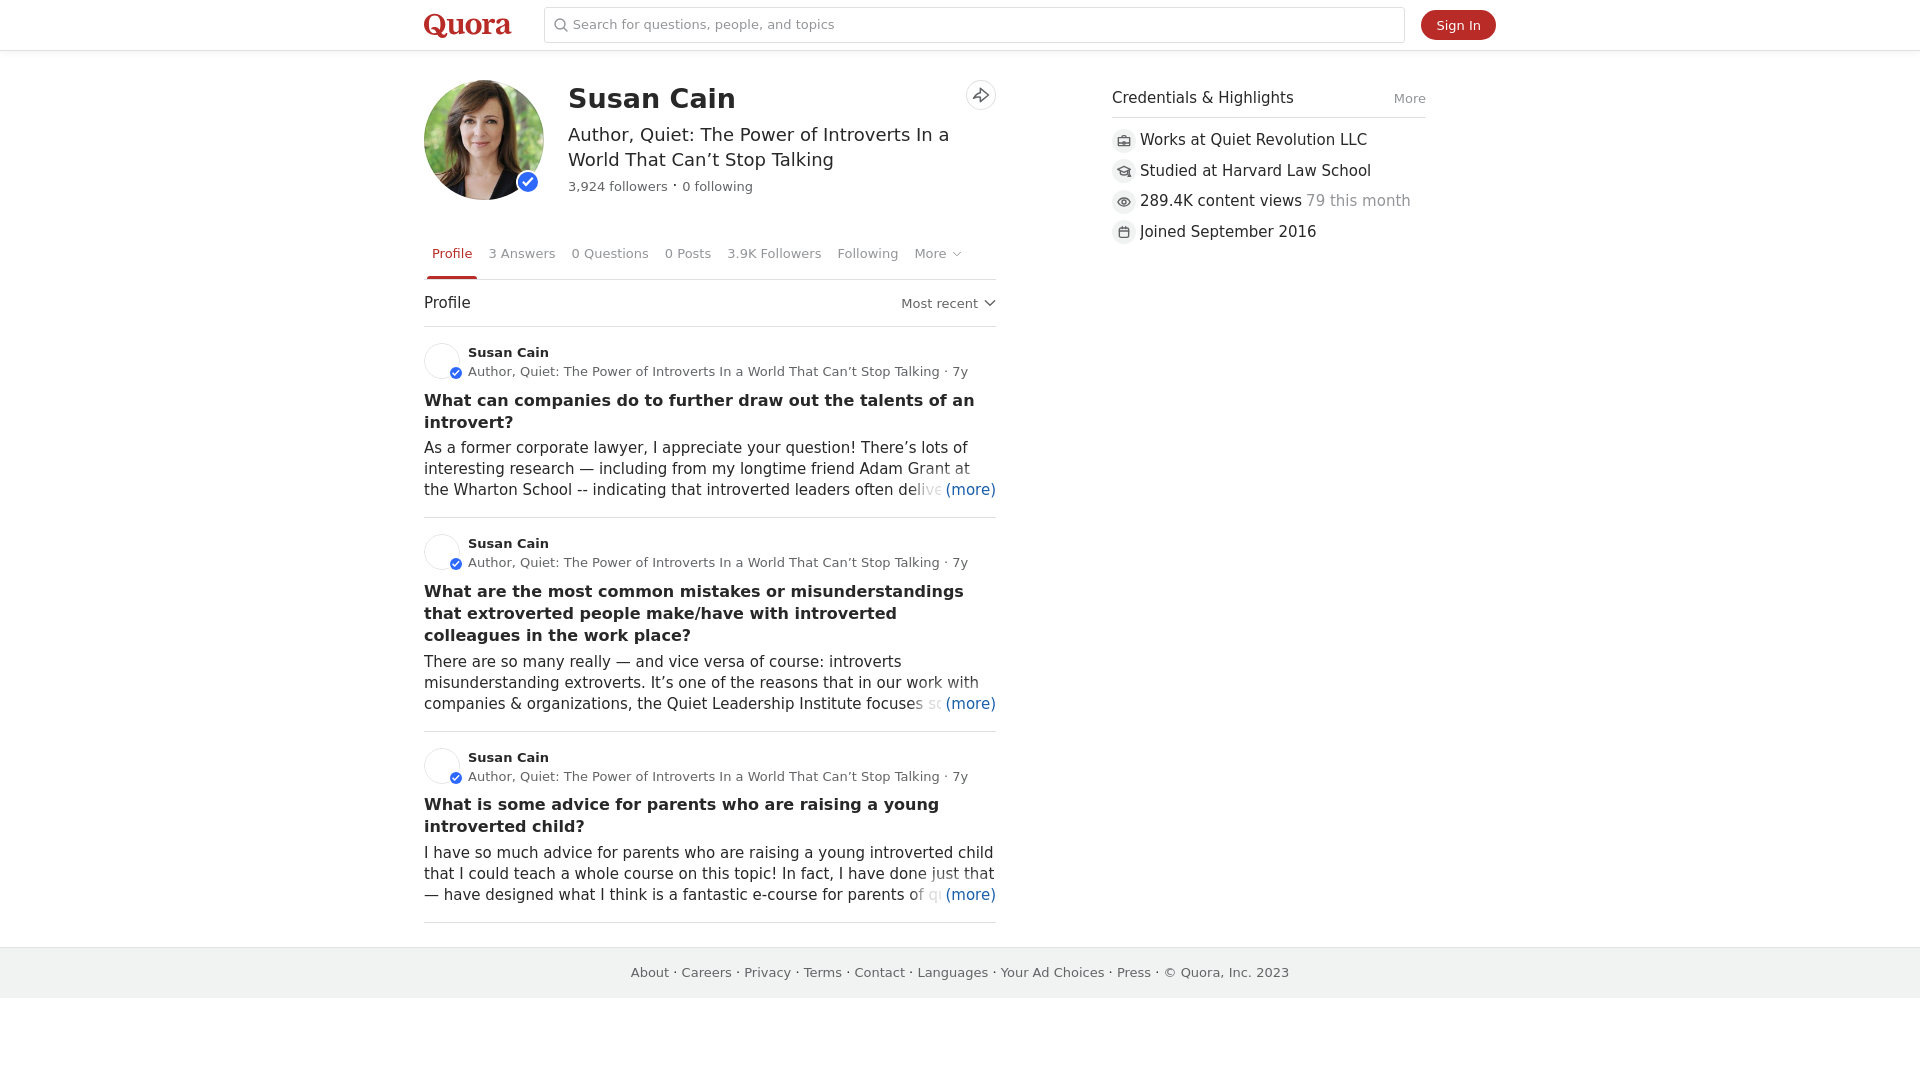 Quora
Search for questions, people, and topics
Sign In
Susan Cain
Author, Quiet: The Power of Introverts In a
World That Can’t Stop Talking
3,924 followers · 0 following
Credentials & Highlights
More
Works at Quiet Revolution LLC
Studied at Harvard Law School
289.4K content views 79 this month
Joined September 2016
Profile
3 Answers
0 Questions
0 Posts
3.9K Followers
Following
More
Profile
Most recent
Susan Cain
Author, Quiet: The Power of Introverts In a World That Can’t Stop Talking · 7y
What can companies do to further draw out the talents of an
introvert?
As a former corporate lawyer, I appreciate your question! There’s lots of
interesting research — including from my longtime friend Adam Grant at
the Wharton School -- indicating that introverted leaders often (more)
Susan Cain
Author, Quiet: The Power of Introverts In a World That Can’t Stop Talking · 7y
What are the most common mistakes or misunderstandings
that extroverted people make/have with introverted
colleagues in the work place?
There are so many really — and vice versa of course: introverts
misunderstanding extroverts. It’s one of the reasons that in our work with
companies & organizations, the Quiet Leadership Institute focuses (more)
Susan Cain
Author, Quiet: The Power of Introverts In a World That Can’t Stop Talking · 7y
What is some advice for parents who are raising a young
introverted child?
I have so much advice for parents who are raising a young introverted child
that I could teach a whole course on this topic! In fact, I have done just that
— have designed what I think is a fantastic e-course for parents of (more)
About · Careers · Privacy · Terms · Contact · Languages · Your Ad Choices · Press · © Quora, Inc. 2023